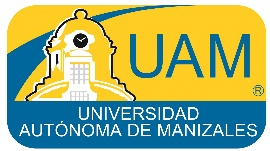 UAM
®
UNIVERSIDAD
AUTÓNOMA DE MANIZALES